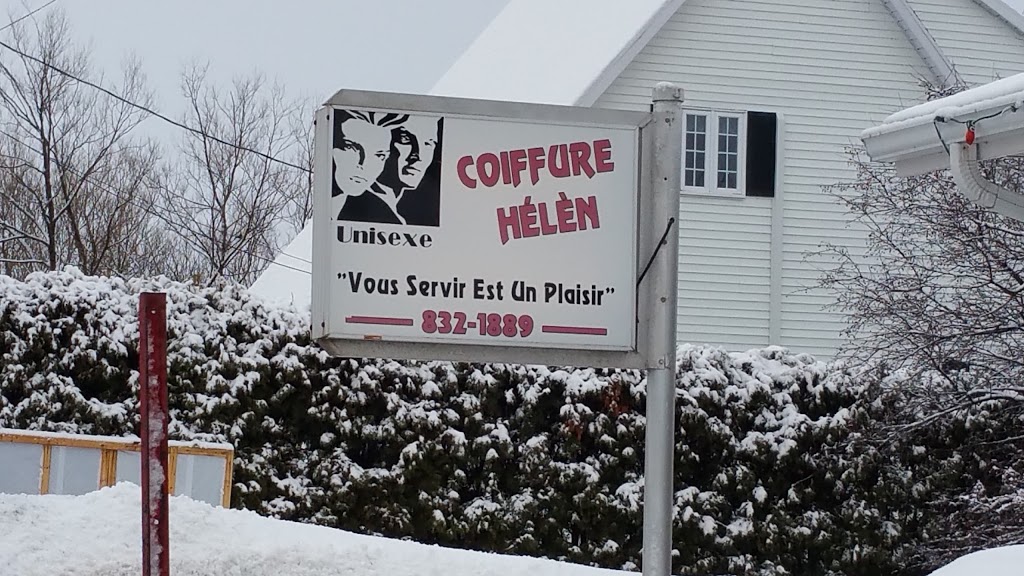 COIFFURE
HÉLÈN
Unisexe
"Vous Servir Est Un Plaisir"
832-1889